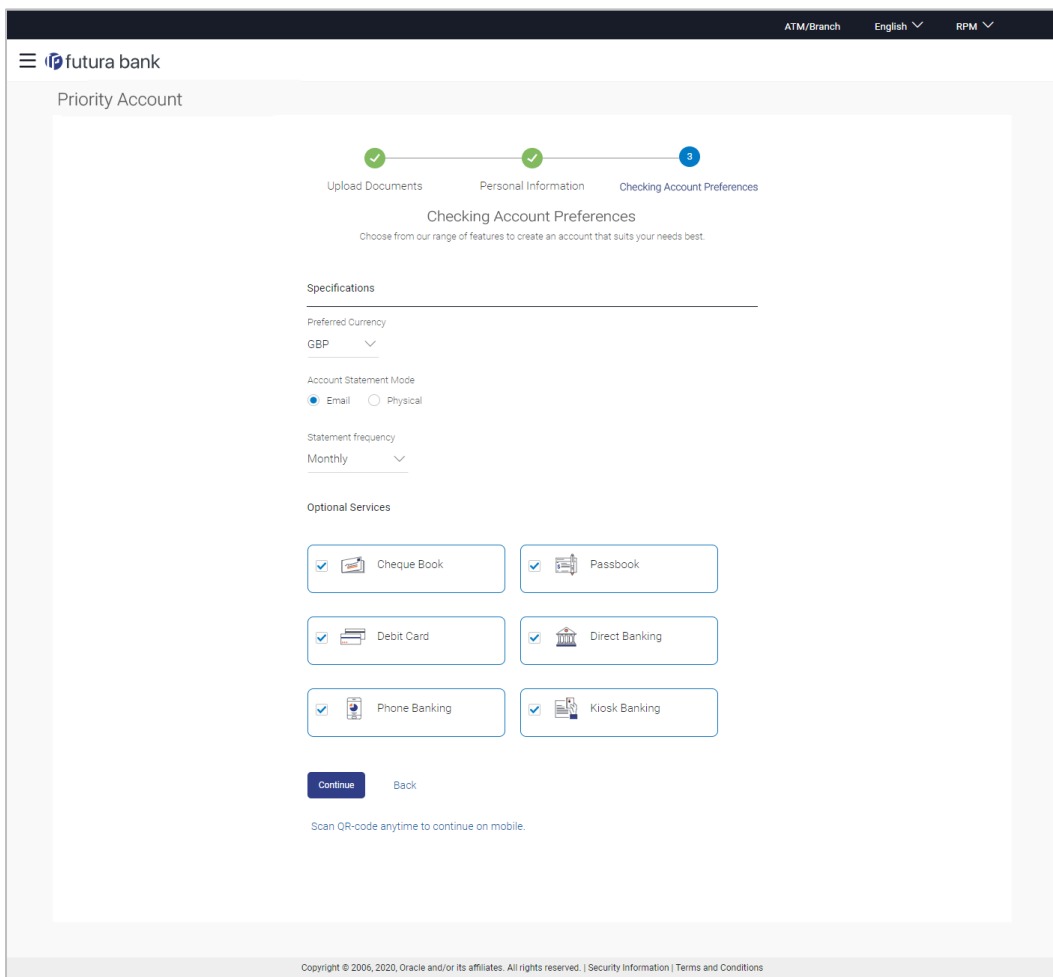 ATM/Branch English RPM
futura bank
Priority Account
3
Upload Documents Personal Information Checking Account Preferences
Checking Account Preferences
Choose from our range of features to create an account that suits your needs best.
Specifications
Preferred Currency
GBP
Account Statement Mode
Email Physical
Statement frequency
Monthly
Optional Services
Cheque Book Passbook
Debit Card Direct Banking
Phone Banking Kiosk Banking
Continue Back
Scan QR-code anytime to continue on mobile.
Copyright © 2006, 2020, Oracle and/or its affiliates. All rights reserved. | Security Information | Terms and Conditions